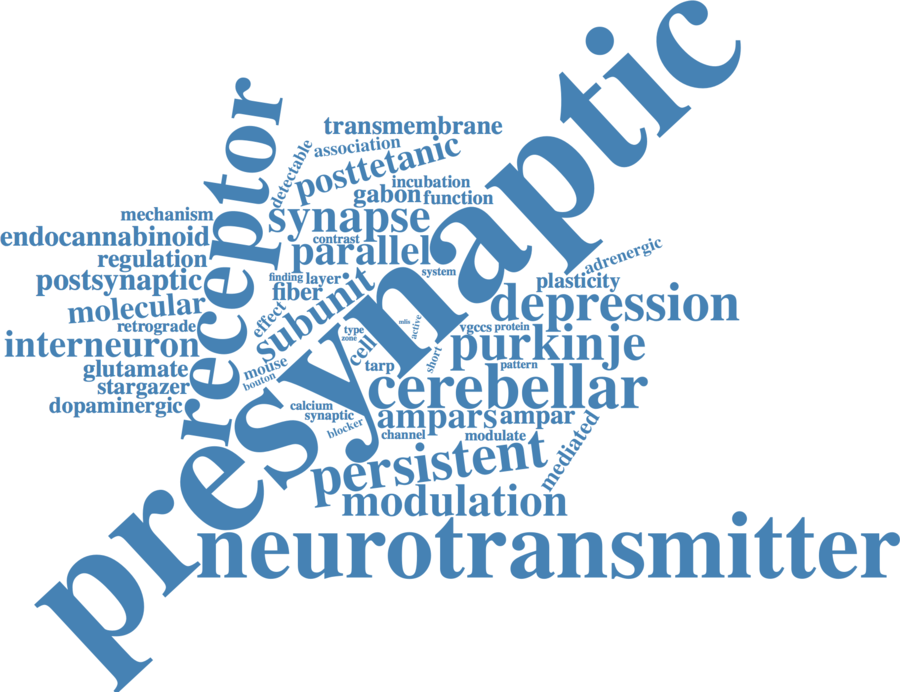 presynaptic
receptor
neurotransmitter
transmembrane
association
detectable
posttetanic
incubation
gabon
function
mechanism
synapse
endocannabinoid
contrast
parallel
regulation
adrenergic
system
postsynaptic
finding
layer
plasticity
fiber
subunit
depression
molecular
effect
retrograde
type
zone
mlis
active
vgccs
protein
interneuron
cell
short
purkinje
glutamate
mouse
tarp
pattern
stargazer
bouton
cerebellar
dopaminergic
calcium
synaptic
ampars
ampar
blocker
channel
modulate
mediated
persistent
modulation